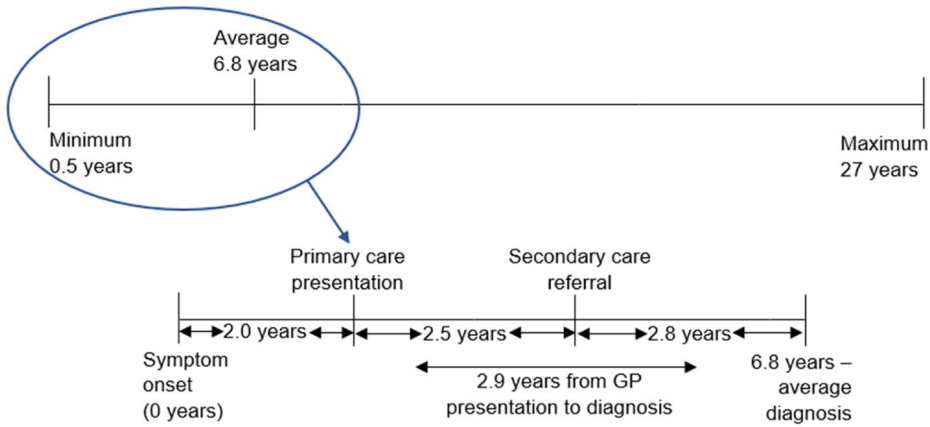 Average
6.8 years
Minimum
0.5 years
Maximum
27 years
Primary care
presentation
Secondary care
referral
2.0 years
2.5 years
2.8 years
Symptom
onset
(0 years)
2.9 years from GP
presentation to diagnosis
6.8 years –
average
diagnosis